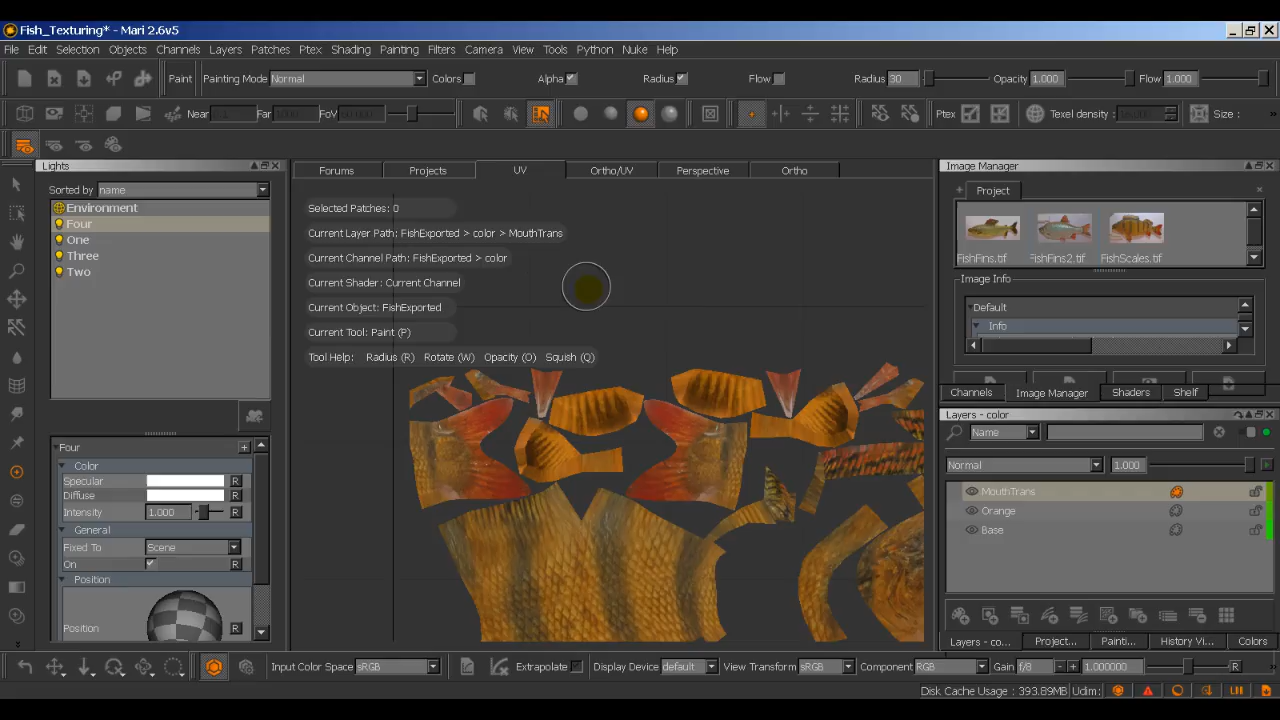 Fish_Texturing* - Mari 2.6v5
File Edit Selection Objects Channels Layers Patches Ptex Shading Painting Filters Camera View Tools Python Nuke Help
Paint Painting Mode Normal Colors Alpha Radius Flow Radius 30 Opacity 1.000 Flow 1.000
Near Far FoV Ptex Texel density: Size :
Lights
Forums Projects UV Ortho/UV Perspective Ortho
Image Manager
Sorted by name
Project
Environment
Four
One
Three
Two
Selected Patches: 0
Current Layer Path: FishExported > color > MouthTrans
Current Channel Path: FishExported > color
Current Shader: Current Channel
Current Object: FishExported
Current Tool: Paint (P)
Tool Help: Radius (R) Rotate (W) Opacity (O) Squish (Q)
FishFins.tif FishFins2.tif FishScales.tif
Image Info
Default
Info
Channels Image Manager Shaders Shelf
Layers - color
Name
Normal 1.000
MouthTrans
Orange
Base
Four
Color
Specular R
Diffuse R
Intensity 1.000 R
General
Fixed To Scene R
On R
Position
Position R
Layers - co... Project... Painti... History Vi... Colors
Input Color Space sRGB Extrapolate Display Device default View Transform sRGB Component RGB Gain f/8 - + 1.000000 R
Disk Cache Usage : 393.89MB Udim: